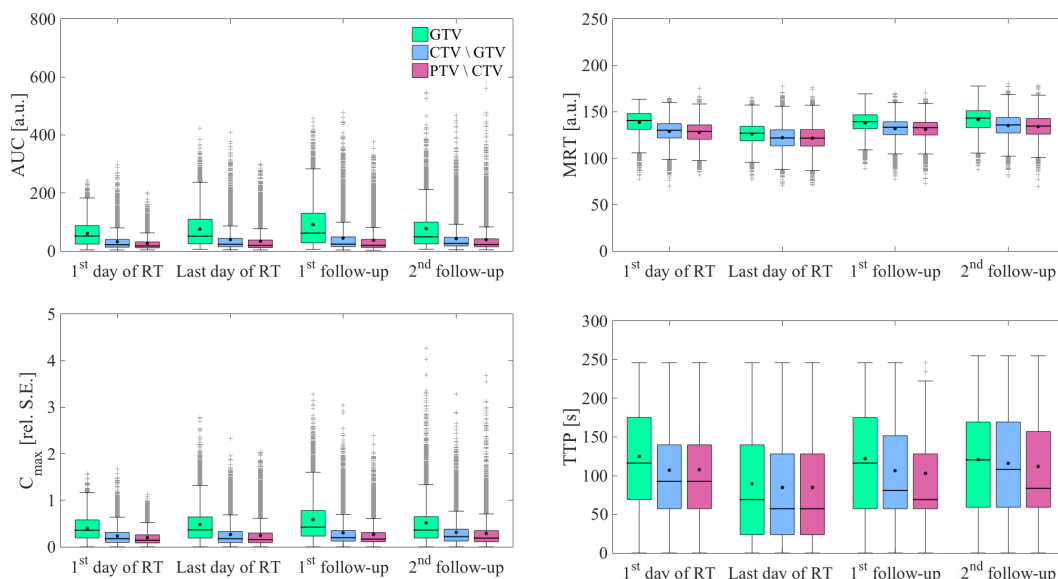 800
600
400
200
0
AUC [a.u.]
GTV
CTV \ GTV
PTV \ CTV
1st day of RT Last day of RT 1st follow-up 2nd follow-up
250
200
150
100
50
0
MRT [a.u.]
1st day of RT Last day of RT 1st follow-up 2nd follow-up
5
4
3
2
1
0
Cmax [rel. S.E.]
1st day of RT Last day of RT 1st follow-up 2nd follow-up
300
250
200
150
100
50
0
TTP [s]
1st day of RT Last day of RT 1st follow-up 2nd follow-up